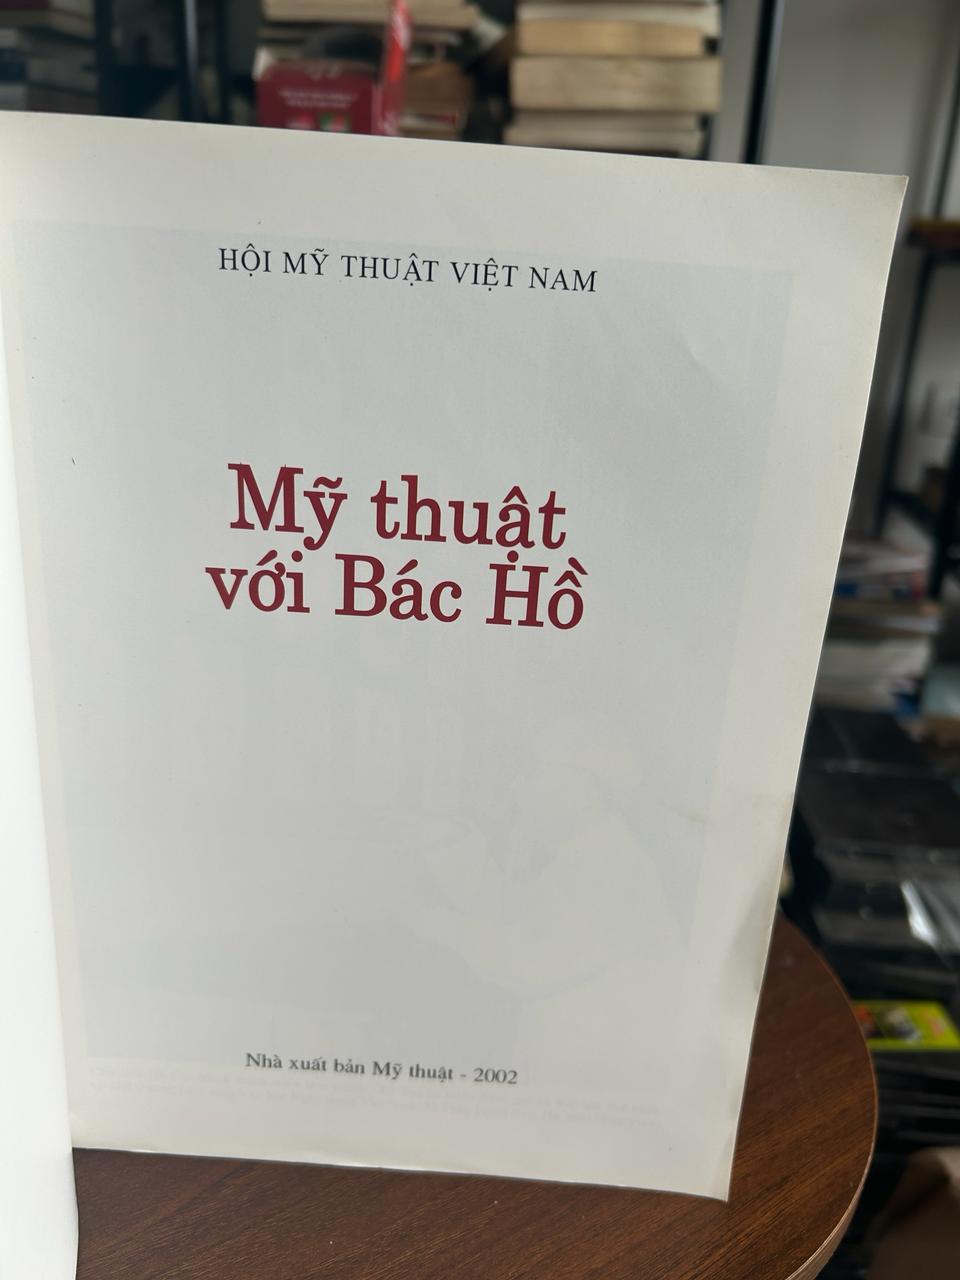 HỘI MỸ THUẬT VIỆT NAM
Mỹ thuật
với Bác Hồ
Nhà xuất bản Mỹ thuật - 2002